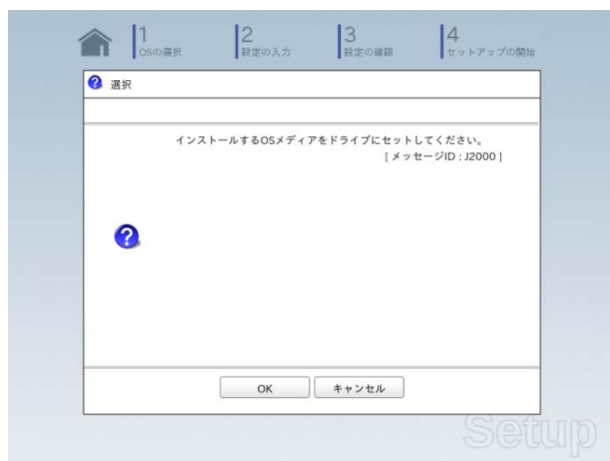 1
OSの選択
2
設定の入力
3
設定の確認
4
セットアップの開始
選択
インストールするOSメディアをドライブにセットしてください。
[ メッセージID : J2000 ]
OK
キャンセル
Setup